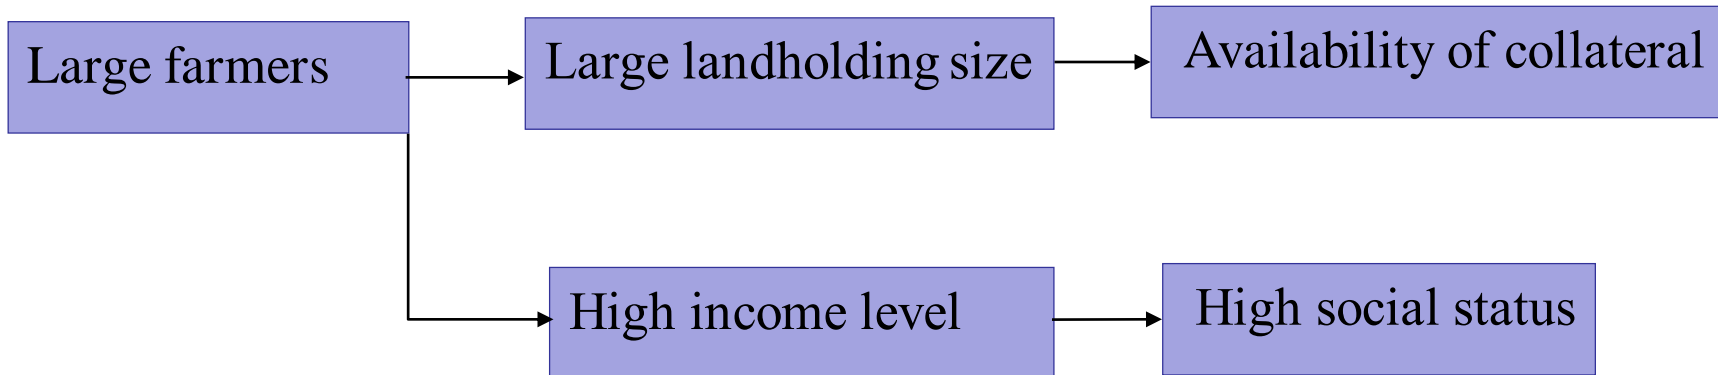 Large farmers
Large landholding size
Availability of collateral
High income level
High social status